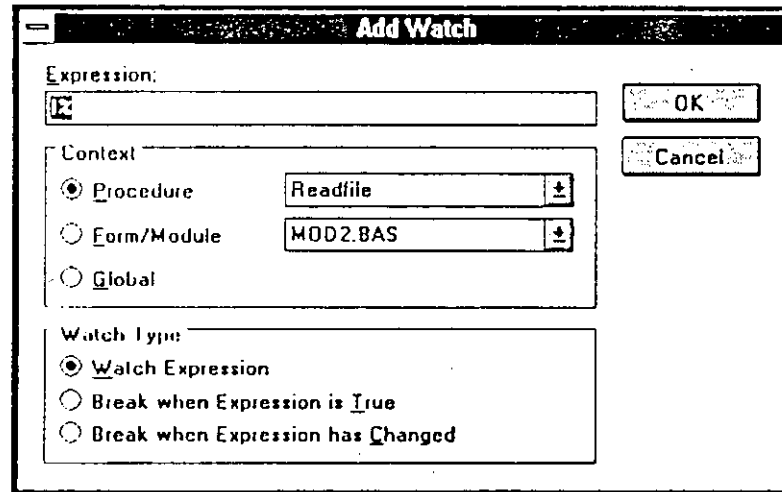 Add Watch
Expression:
OK
Cancel
Context
Procedure
Readfile
Form/Module
MOD2.BAS
Global
Watch Type
Watch Expression
Break when Expression is True
Break when Expression has Changed